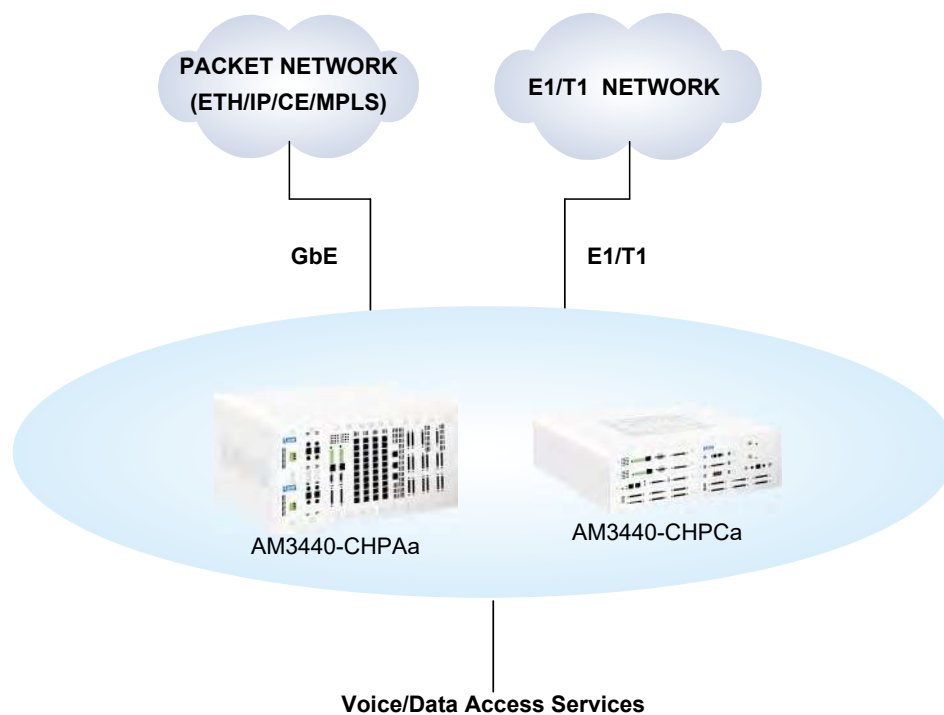 PACKET NETWORK
(ETH/IP/CE/MPLS)
E1/T1 NETWORK
GbE
E1/T1
AM3440-CHPAa
AM3440-CHPCa
Voice/Data Access Services